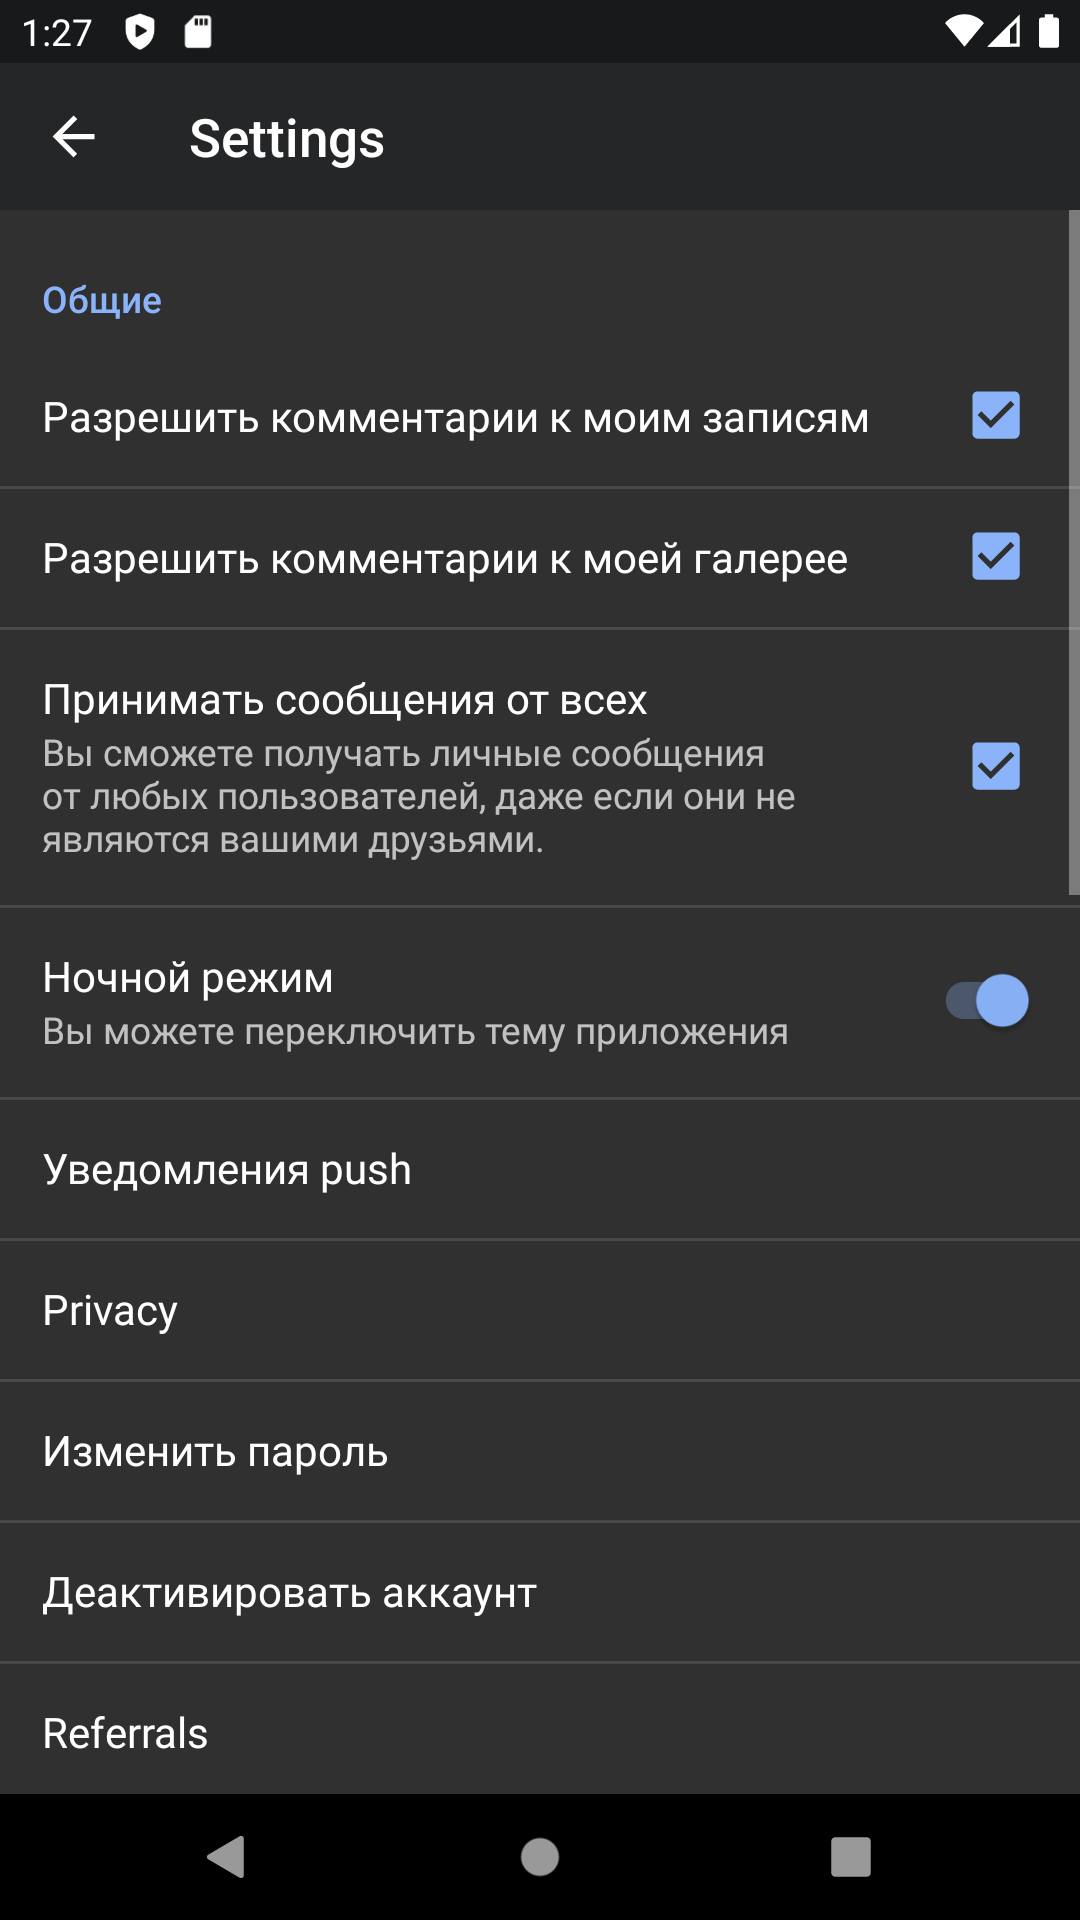 1:27
Settings
Общие
Разрешить комментарии к моим записям
Разрешить комментарии к моей галерее
Принимать сообщения от всех
Вы сможете получать личные сообщения
от любых пользователей, даже если они не
являются вашими друзьями.
Ночной режим
Вы можете переключить тему приложения
Уведомления push
Privacy
Изменить пароль
Деактивировать аккаунт
Referrals